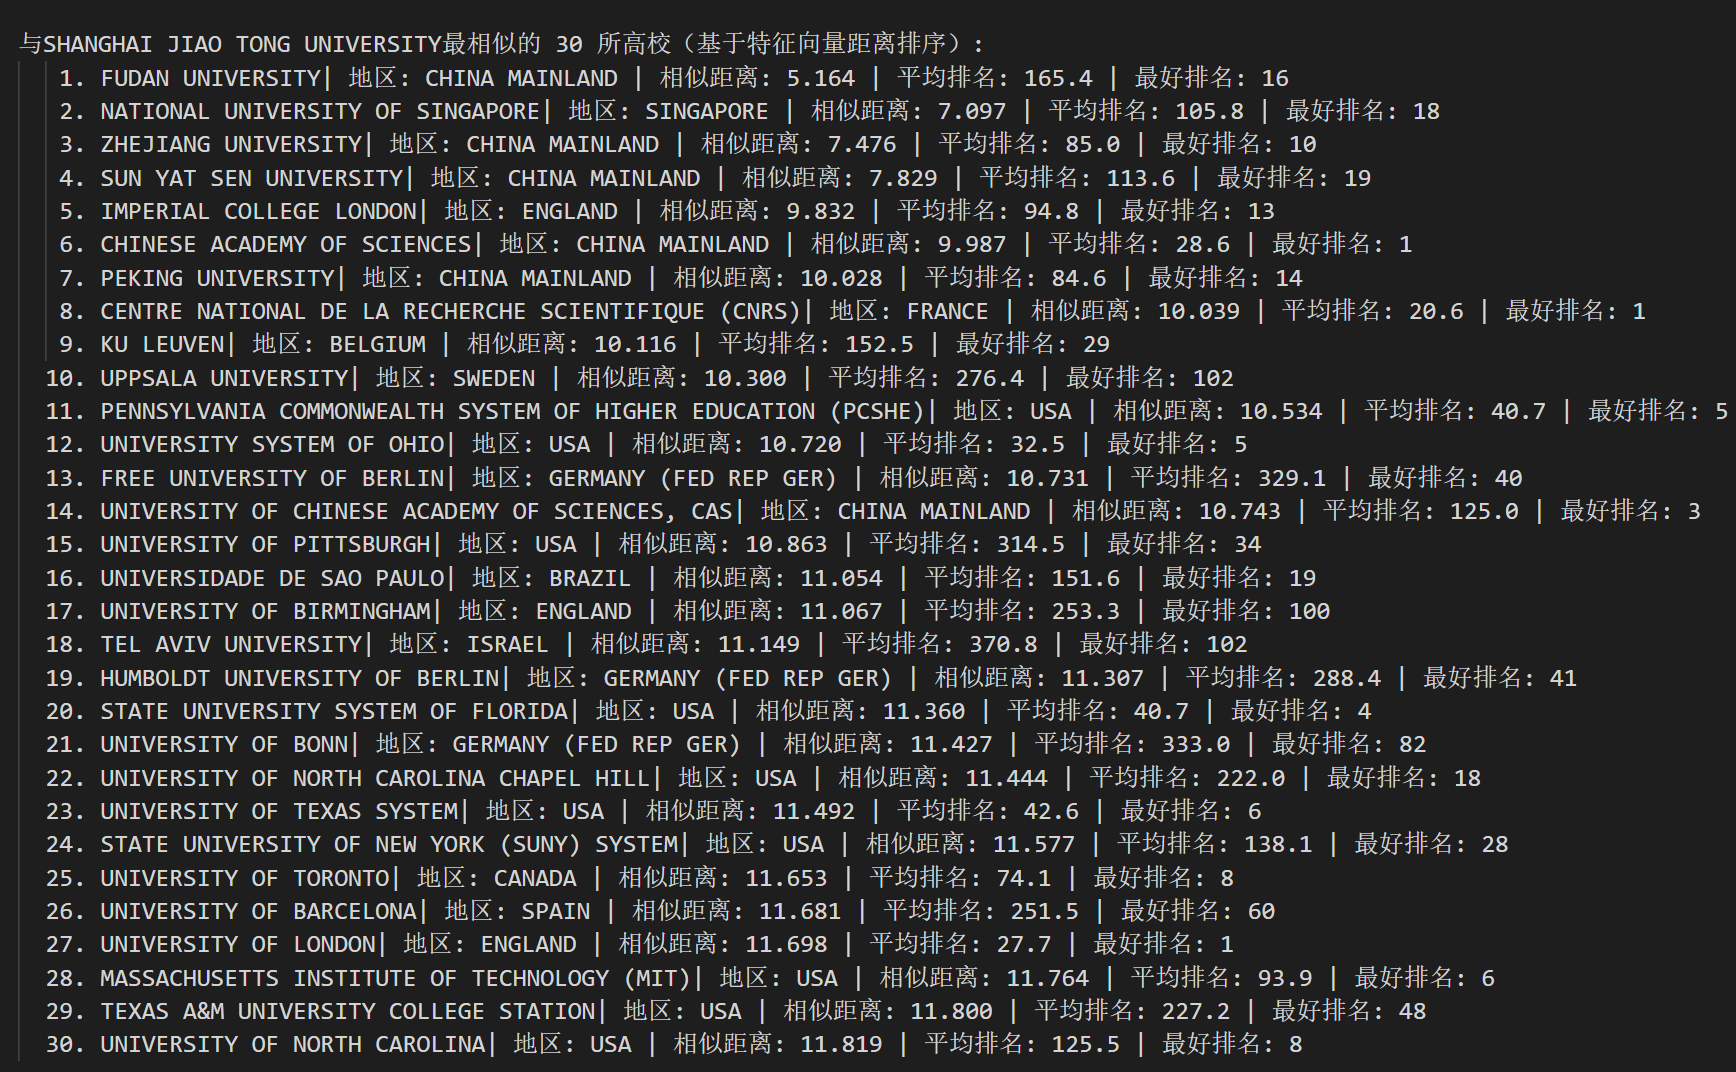 与SHANGHAI JIAO TONG UNIVERSITY最相似的 30 所高校（基于特征向量距离排序）:
1. FUDAN UNIVERSITY| 地区: CHINA MAINLAND | 相似距离: 5.164 | 平均排名: 165.4 | 最好排名: 16
2. NATIONAL UNIVERSITY OF SINGAPORE| 地区: SINGAPORE | 相似距离: 7.097 | 平均排名: 105.8 | 最好排名: 18
3. ZHEJIANG UNIVERSITY| 地区: CHINA MAINLAND | 相似距离: 7.476 | 平均排名: 85.0 | 最好排名: 10
4. SUN YAT SEN UNIVERSITY| 地区: CHINA MAINLAND | 相似距离: 7.829 | 平均排名: 113.6 | 最好排名: 19
5. IMPERIAL COLLEGE LONDON| 地区: ENGLAND | 相似距离: 9.832 | 平均排名: 94.8 | 最好排名: 13
6. CHINESE ACADEMY OF SCIENCES| 地区: CHINA MAINLAND | 相似距离: 9.987 | 平均排名: 28.6 | 最好排名: 1
7. PEKING UNIVERSITY| 地区: CHINA MAINLAND | 相似距离: 10.028 | 平均排名: 84.6 | 最好排名: 14
8. CENTRE NATIONAL DE LA RECHERCHE SCIENTIFIQUE (CNRS)| 地区: FRANCE | 相似距离: 10.039 | 平均排名: 20.6 | 最好排名: 1
9. KU LEUVEN| 地区: BELGIUM | 相似距离: 10.116 | 平均排名: 152.5 | 最好排名: 29
10. UPPSALA UNIVERSITY| 地区: SWEDEN | 相似距离: 10.300 | 平均排名: 276.4 | 最好排名: 102
11. PENNSYLVANIA COMMONWEALTH SYSTEM OF HIGHER EDUCATION (PCSHE)| 地区: USA | 相似距离: 10.534 | 平均排名: 40.7 | 最好排名: 5
12. UNIVERSITY SYSTEM OF OHIO| 地区: USA | 相似距离: 10.720 | 平均排名: 32.5 | 最好排名: 5
13. FREE UNIVERSITY OF BERLIN| 地区: GERMANY (FED REP GER) | 相似距离: 10.731 | 平均排名: 329.1 | 最好排名: 40
14. UNIVERSITY OF CHINESE ACADEMY OF SCIENCES, CAS| 地区: CHINA MAINLAND | 相似距离: 10.743 | 平均排名: 125.0 | 最好排名: 3
15. UNIVERSITY OF PITTSBURGH| 地区: USA | 相似距离: 10.863 | 平均排名: 314.5 | 最好排名: 34
16. UNIVERSIDADE DE SAO PAULO| 地区: BRAZIL | 相似距离: 11.054 | 平均排名: 151.6 | 最好排名: 19
17. UNIVERSITY OF BIRMINGHAM| 地区: ENGLAND | 相似距离: 11.067 | 平均排名: 253.3 | 最好排名: 100
18. TEL AVIV UNIVERSITY| 地区: ISRAEL | 相似距离: 11.149 | 平均排名: 370.8 | 最好排名: 102
19. HUMBOLDT UNIVERSITY OF BERLIN| 地区: GERMANY (FED REP GER) | 相似距离: 11.307 | 平均排名: 288.4 | 最好排名: 41
20. STATE UNIVERSITY SYSTEM OF FLORIDA| 地区: USA | 相似距离: 11.360 | 平均排名: 40.7 | 最好排名: 4
21. UNIVERSITY OF BONN| 地区: GERMANY (FED REP GER) | 相似距离: 11.427 | 平均排名: 333.0 | 最好排名: 82
22. UNIVERSITY OF NORTH CAROLINA CHAPEL HILL| 地区: USA | 相似距离: 11.444 | 平均排名: 222.0 | 最好排名: 18
23. UNIVERSITY OF TEXAS SYSTEM| 地区: USA | 相似距离: 11.492 | 平均排名: 42.6 | 最好排名: 6
24. STATE UNIVERSITY OF NEW YORK (SUNY) SYSTEM| 地区: USA | 相似距离: 11.577 | 平均排名: 138.1 | 最好排名: 28
25. UNIVERSITY OF TORONTO| 地区: CANADA | 相似距离: 11.653 | 平均排名: 74.1 | 最好排名: 8
26. UNIVERSITY OF BARCELONA| 地区: SPAIN | 相似距离: 11.681 | 平均排名: 251.5 | 最好排名: 60
27. UNIVERSITY OF LONDON| 地区: ENGLAND | 相似距离: 11.698 | 平均排名: 27.7 | 最好排名: 1
28. MASSACHUSETTS INSTITUTE OF TECHNOLOGY (MIT)| 地区: USA | 相似距离: 11.764 | 平均排名: 93.9 | 最好排名: 6
29. TEXAS A&M UNIVERSITY COLLEGE STATION| 地区: USA | 相似距离: 11.800 | 平均排名: 227.2 | 最好排名: 48
30. UNIVERSITY OF NORTH CAROLINA| 地区: USA | 相似距离: 11.819 | 平均排名: 125.5 | 最好排名: 8